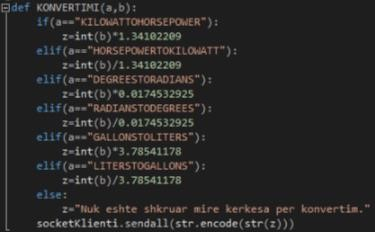 def KONVERTIMI(a,b):
if(a=="KILOWATTOHORSEPOWER"):
z=int(b)*1.34102209
elif(a=="HORSEPOWERTOKILOWATT"):
z=int(b)/1.34102209
elif(a=="DEGREESTORADIANS"):
z=int(b)*0.0174532925
elif(a=="RADIANSTODEGREES"):
z=int(b)/0.0174532925
elif(a=="GALLONSTOLITERS"):
z=int(b)*3.78541178
elif(a=="LITERSTOGALLONS"):
z=int(b)/3.78541178
else:
z="Nuk eshte shkruar mire kerkesa per konvertim."
socketKlienti.sendall(str.encode(str(z)))